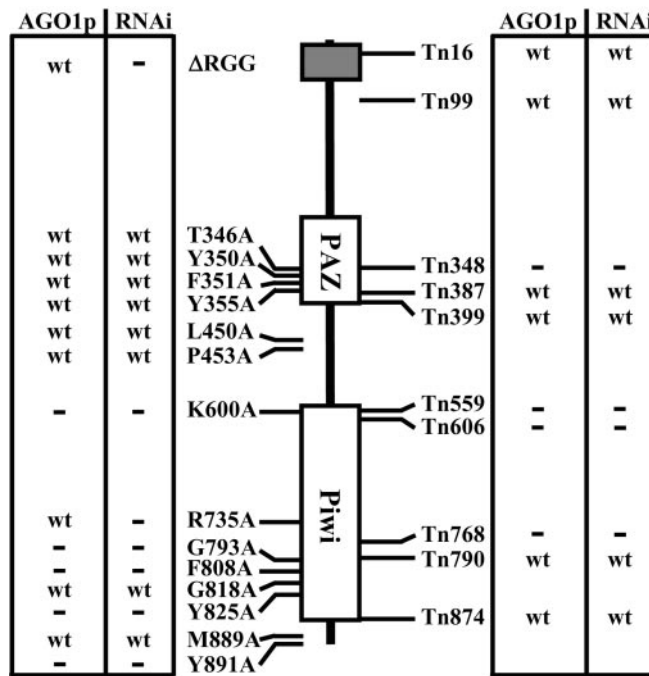 AGO1p RNAi AGO1p RNAi
wt - ΔRGG Tn16 wt wt
Tn99 wt wt
PAZ
wt wt T346A
wt wt Y350A
wt wt F351A Tn348 - -
wt wt Y355A Tn387 wt wt
wt wt L450A Tn399 wt wt
wt wt P453A
- - K600A Tn559 - -
Tn606 - -
Piwi
wt - R735A
- - G793A Tn768 - -
- - F808A Tn790 wt wt
wt wt G818A
- - Y825A Tn874 wt wt
wt wt M889A
- - Y891A